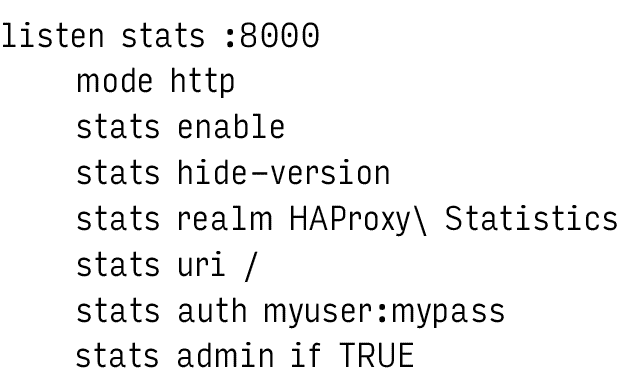 listen stats :8000
mode http
stats enable
stats hide-version
stats realm HAProxy\ Statistics
stats uri /
stats auth myuser:mypass
stats admin if TRUE